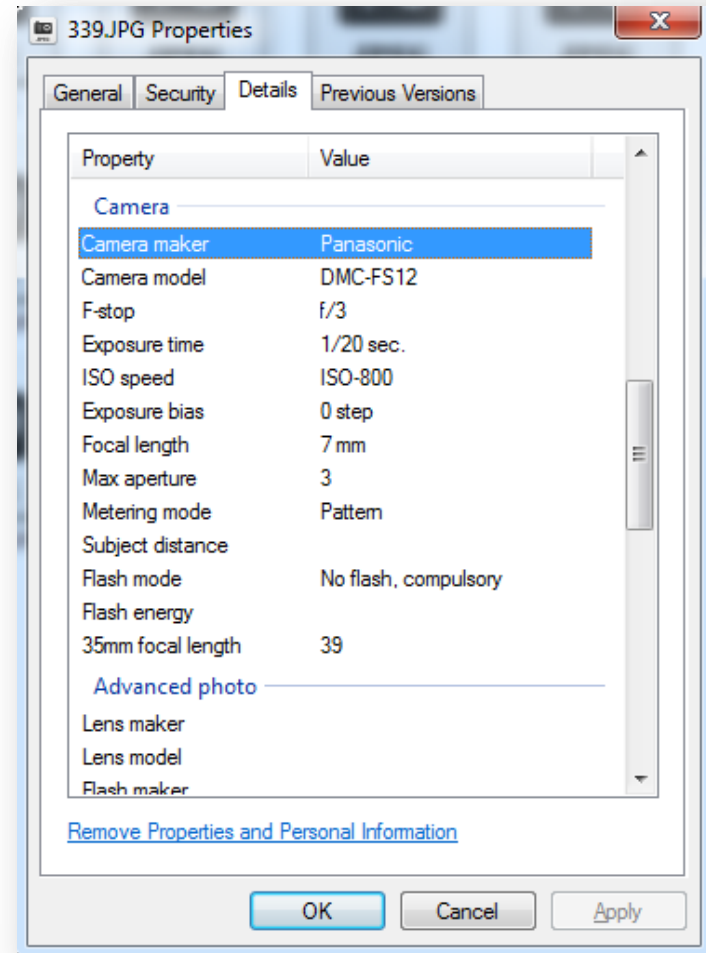 339.JPG Properties
General Security Details Previous Versions
Property Value
Camera
Camera maker Panasonic
Camera model DMC-FS12
F-stop f/3
Exposure time 1/20 sec.
ISO speed ISO-800
Exposure bias 0 step
Focal length 7 mm
Max aperture 3
Metering mode Pattern
Subject distance
Flash mode No flash, compulsory
Flash energy
35mm focal length 39
Advanced photo
Lens maker
Lens model
Flash maker
Remove Properties and Personal Information
OK Cancel Apply